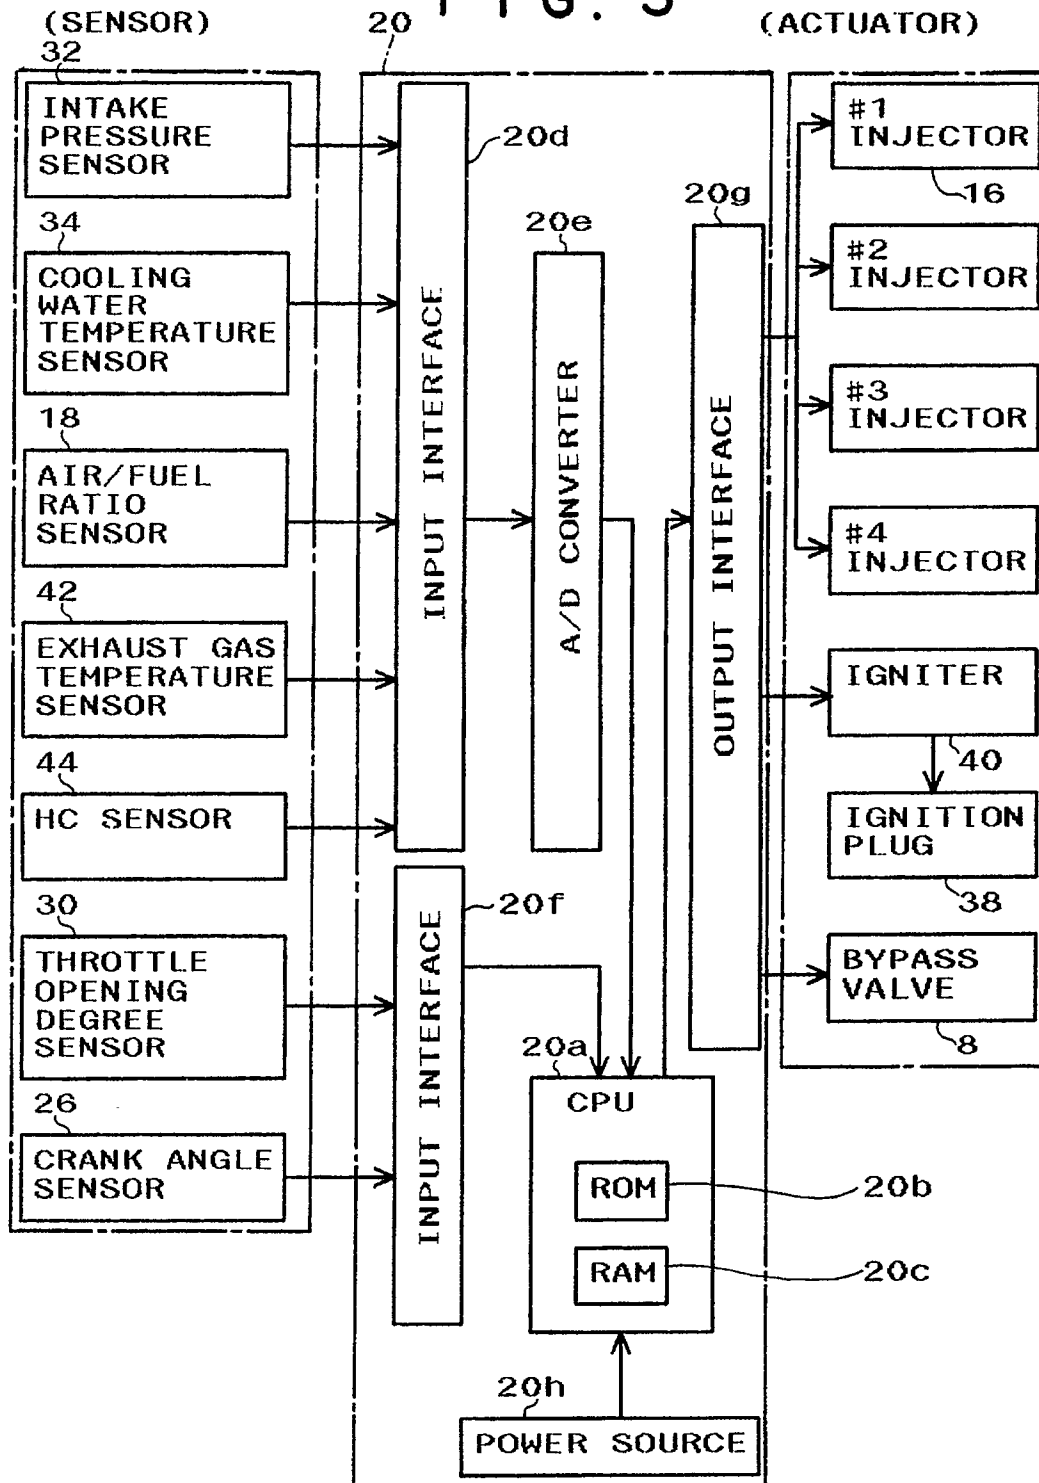 FIG. 3
(SENSOR)
20
(ACTUATOR)
32
INTAKE
PRESSURE
SENSOR
34
COOLING
WATER
TEMPERATURE
SENSOR
18
AIR/FUEL
RATIO
SENSOR
42
EXHAUST GAS
TEMPERATURE
SENSOR
44
HC SENSOR
30
THROTTLE
OPENING
DEGREE
SENSOR
26
CRANK ANGLE
SENSOR
20d
INPUT INTERFACE
20f
INPUT INTERFACE
20e
A/D CONVERTER
20g
OUTPUT INTERFACE
20a
CPU
ROM
20b
RAM
20c
20h
POWER SOURCE
#1
INJECTOR
16
#2
INJECTOR
#3
INJECTOR
#4
INJECTOR
IGNITER
40
IGNITION
PLUG
38
BYPASS
VALVE
8